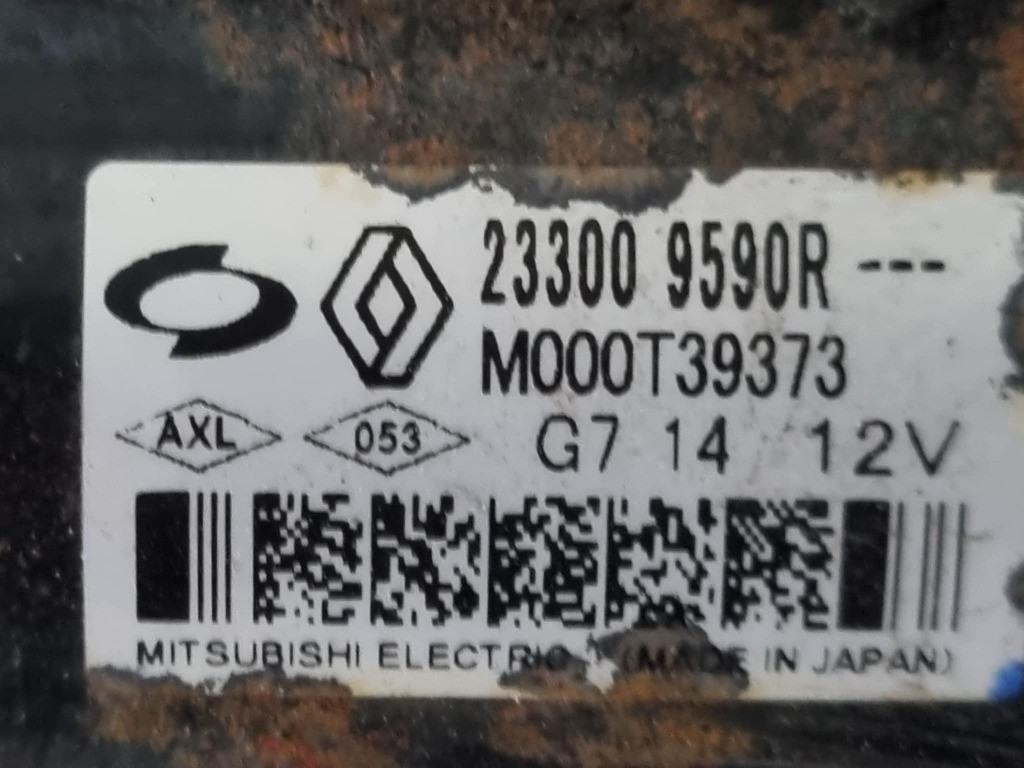 23300 9590R ---
M000T39373
AXL 053 G7 14 12V
MITSUBISHI ELECTRIC (MADE IN JAPAN)